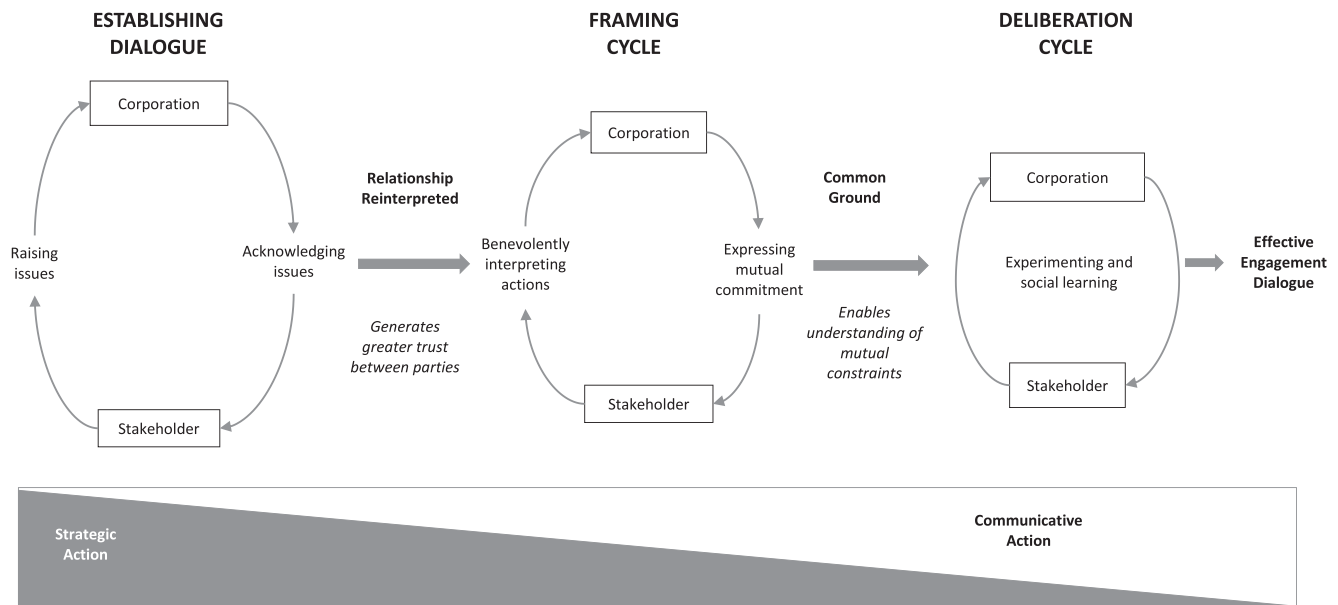 ESTABLISHING
DIALOGUE
Corporation
Raising
issues
Acknowledging
issues
Stakeholder
Relationship
Reinterpreted
Generates
greater trust
between parties
FRAMING
CYCLE
Corporation
Benevolently
interpreting
actions
Expressing
mutual
commitment
Stakeholder
Common
Ground
Enables
understanding of
mutual
constraints
DELIBERATION
CYCLE
Corporation
Experimenting and
social learning
Stakeholder
Effective
Engagement
Dialogue
Strategic
Action
Communicative
Action